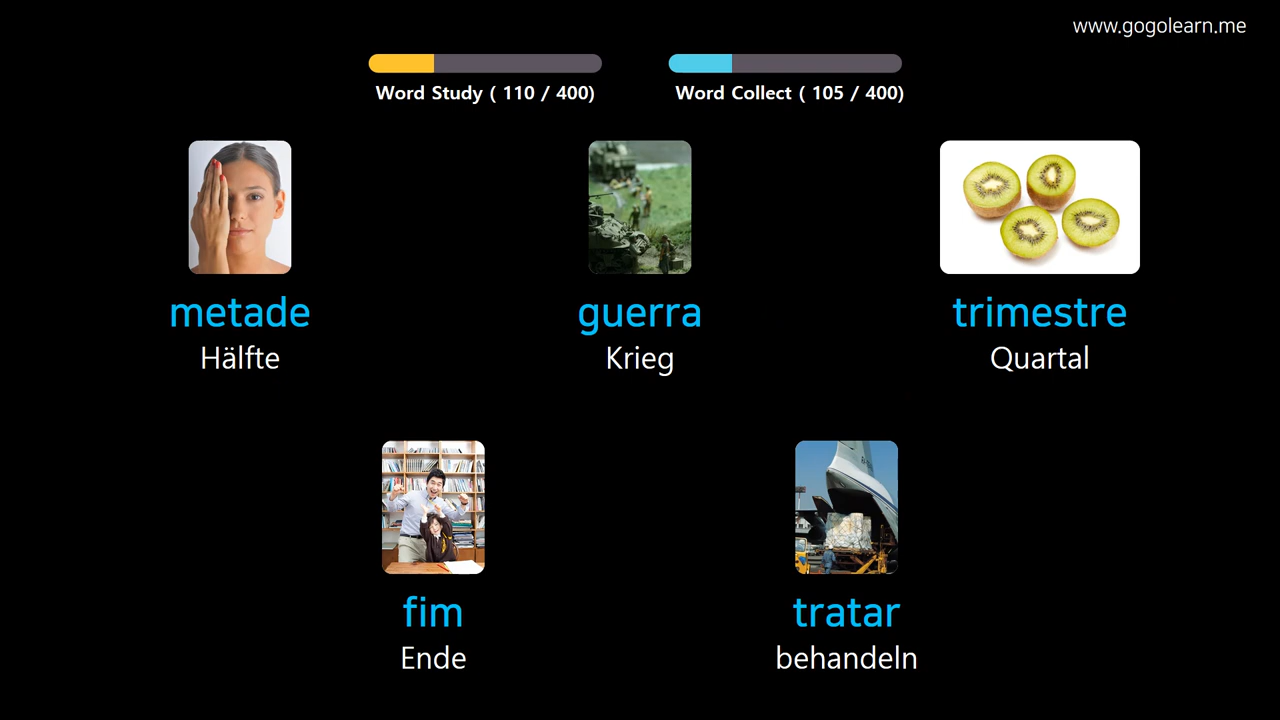 www.gogolearn.me
Word Study ( 110 / 400)
Word Collect ( 105 / 400)
metade
Hälfte
guerra
Krieg
trimestre
Quartal
fim
Ende
tratar
behandeln